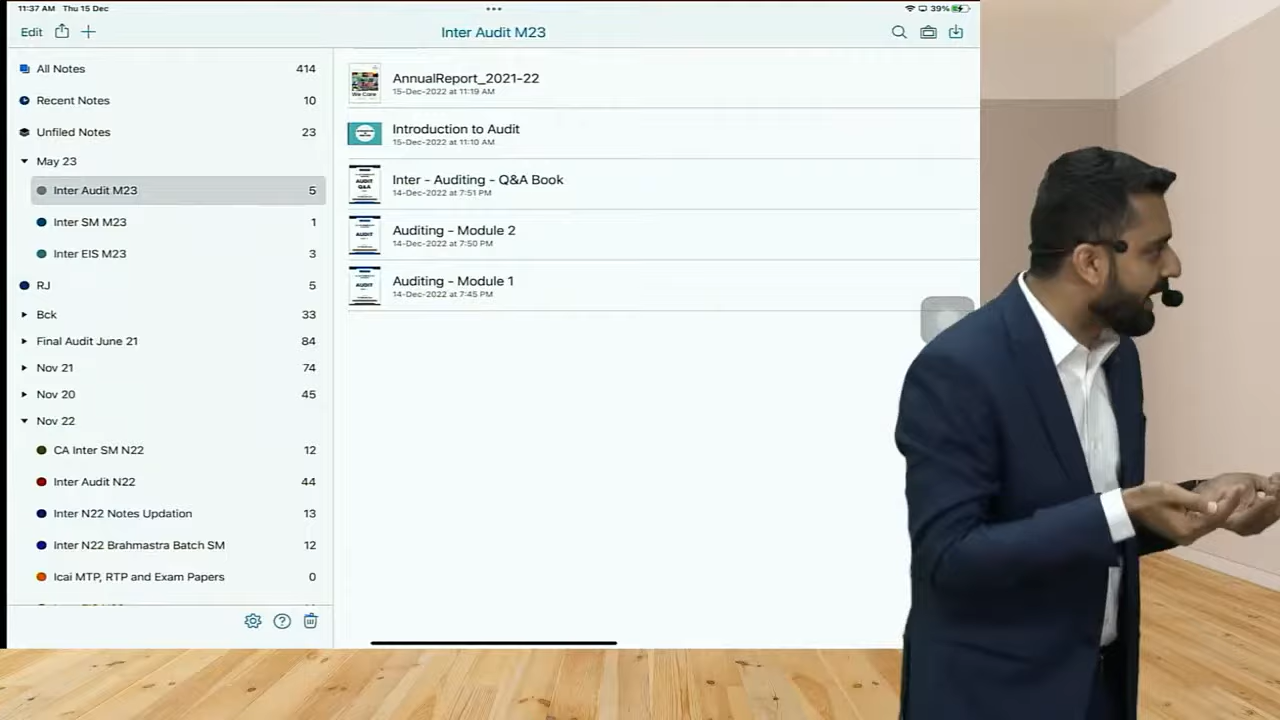 11:37 AM Thu 15 Dec
39%
Edit
Inter Audit M23
All Notes 414
Recent Notes 10
Unfiled Notes 23
May 23
Inter Audit M23 5
Inter SM M23 1
Inter EIS M23 3
RJ 5
Bck 33
Final Audit June 21 84
Nov 21 74
Nov 20 45
Nov 22
CA Inter SM N22 12
Inter Audit N22 44
Inter N22 Notes Updation 13
Inter N22 Brahmastra Batch SM 12
Icai MTP, RTP and Exam Papers 0
AnnualReport_2021-22
15-Dec-2022 at 11:19 AM
We Care
Introduction to Audit
15-Dec-2022 at 11:10 AM
AUDIT
Q&A
Inter - Auditing - Q&A Book
14-Dec-2022 at 7:51 PM
AUDIT
Auditing - Module 2
14-Dec-2022 at 7:50 PM
AUDIT
Auditing - Module 1
14-Dec-2022 at 7:45 PM